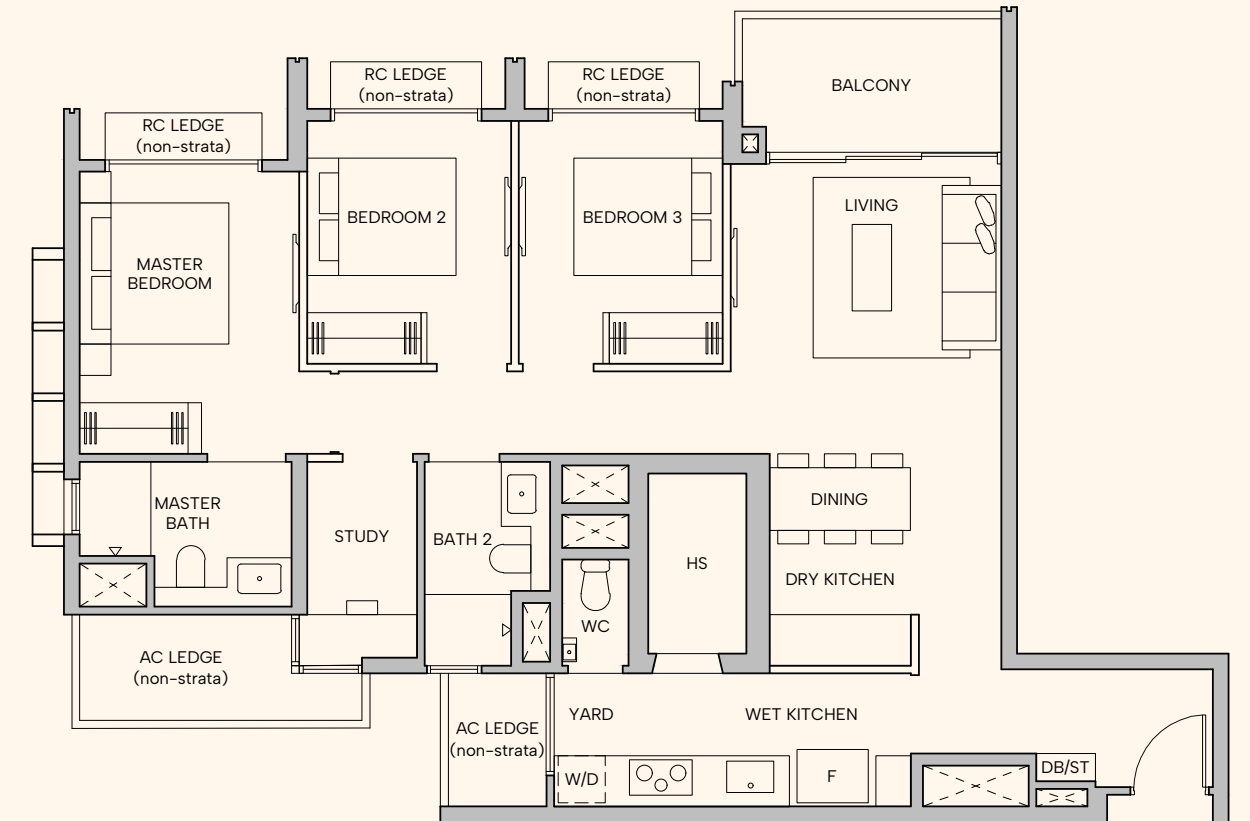 RC LEDGE
(non-strata)
RC LEDGE
(non-strata)
BALCONY
RC LEDGE
(non-strata)
LIVING
BEDROOM 2
BEDROOM 3
MASTER
BEDROOM
DINING
MASTER
BATH
STUDY
BATH 2
HS
DRY KITCHEN
WC
AC LEDGE
(non-strata)
YARD
WET KITCHEN
AC LEDGE
(non-strata)
W/D
F
DB/ST